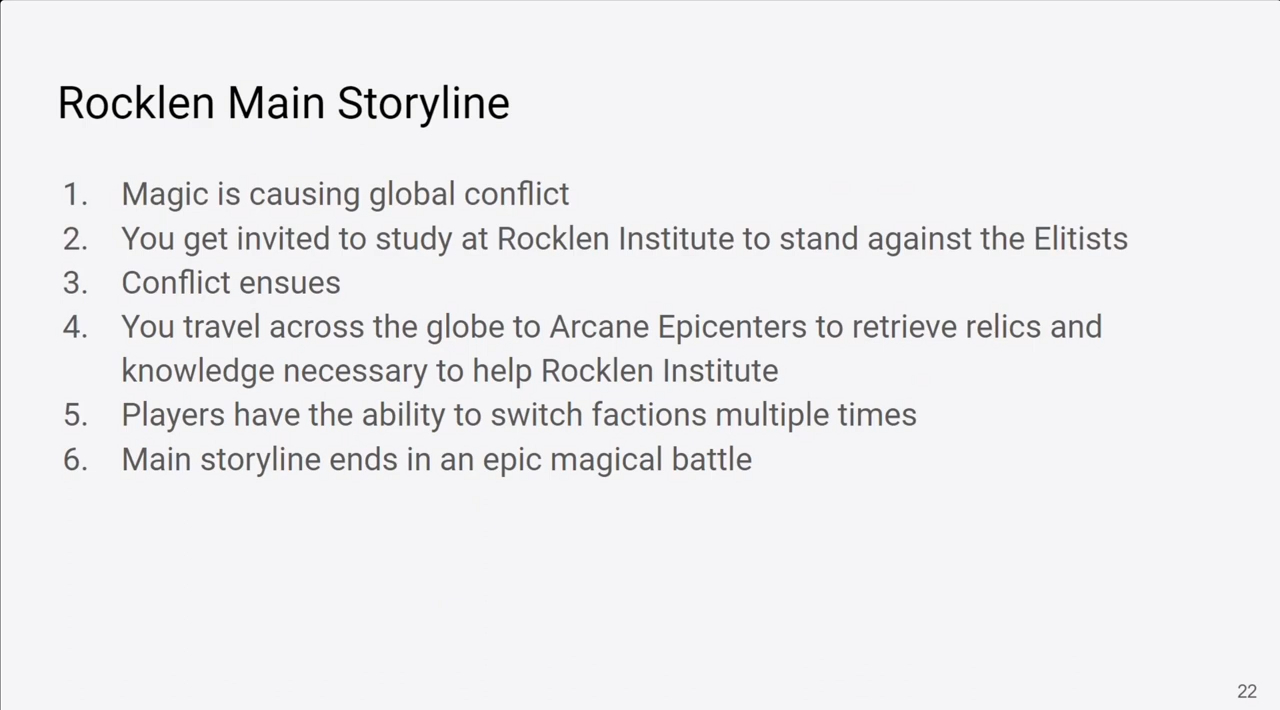 Rocklen Main Storyline
1. Magic is causing global conflict
2. You get invited to study at Rocklen Institute to stand against the Elitists
3. Conflict ensues
4. You travel across the globe to Arcane Epicenters to retrieve relics and
knowledge necessary to help Rocklen Institute
5. Players have the ability to switch factions multiple times
6. Main storyline ends in an epic magical battle
22